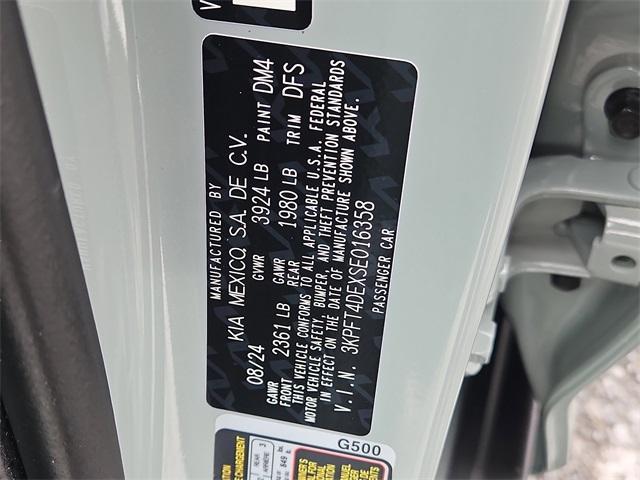 MANUFACTURED BY
KIA MEXICO, S.A. DE C.V.
08/24 GVWR 3924 LB PAINT DM4
GAWR FRONT 2361 LB GAWR REAR 1980 LB TRIM DFS
THIS VEHICLE CONFORMS TO ALL APPLICABLE U.S.A. FEDERAL
MOTOR VEHICLE SAFETY, BUMPER, AND THEFT PREVENTION STANDARDS
IN EFFECT ON THE DATE OF MANUFACTURE SHOWN ABOVE.
V.I.N. 3KPFT4DEXSE016358
PASSENGER CAR
G500